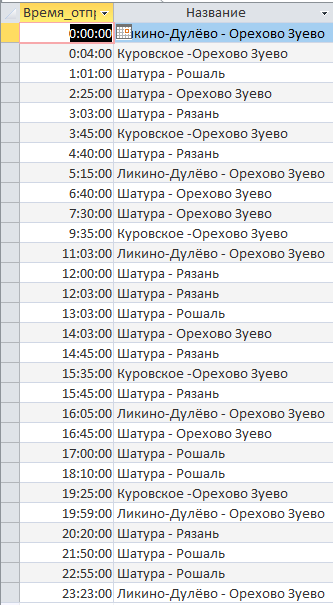 Время_отпр Название
0:00:00 Ликино-Дулёво - Орехово Зуево
0:04:00 Куровское -Орехово Зуево
1:01:00 Шатура - Рошаль
2:25:00 Шатура - Орехово Зуево
3:03:00 Шатура - Рязань
3:45:00 Куровское -Орехово Зуево
4:40:00 Шатура - Рязань
5:15:00 Ликино-Дулёво - Орехово Зуево
6:40:00 Шатура - Орехово Зуево
7:30:00 Шатура - Орехово Зуево
9:35:00 Куровское -Орехово Зуево
11:03:00 Ликино-Дулёво - Орехово Зуево
12:00:00 Шатура - Рязань
12:03:00 Шатура - Рязань
13:03:00 Шатура - Рошаль
14:03:00 Шатура - Орехово Зуево
14:45:00 Шатура - Рязань
15:35:00 Куровское -Орехово Зуево
15:45:00 Шатура - Рязань
16:05:00 Ликино-Дулёво - Орехово Зуево
16:45:00 Шатура - Орехово Зуево
17:00:00 Шатура - Рошаль
18:10:00 Шатура - Рошаль
19:25:00 Куровское -Орехово Зуево
19:59:00 Ликино-Дулёво - Орехово Зуево
20:20:00 Шатура - Рязань
21:50:00 Шатура - Рошаль
22:55:00 Шатура - Рошаль
23:23:00 Ликино-Дулёво - Орехово Зуево